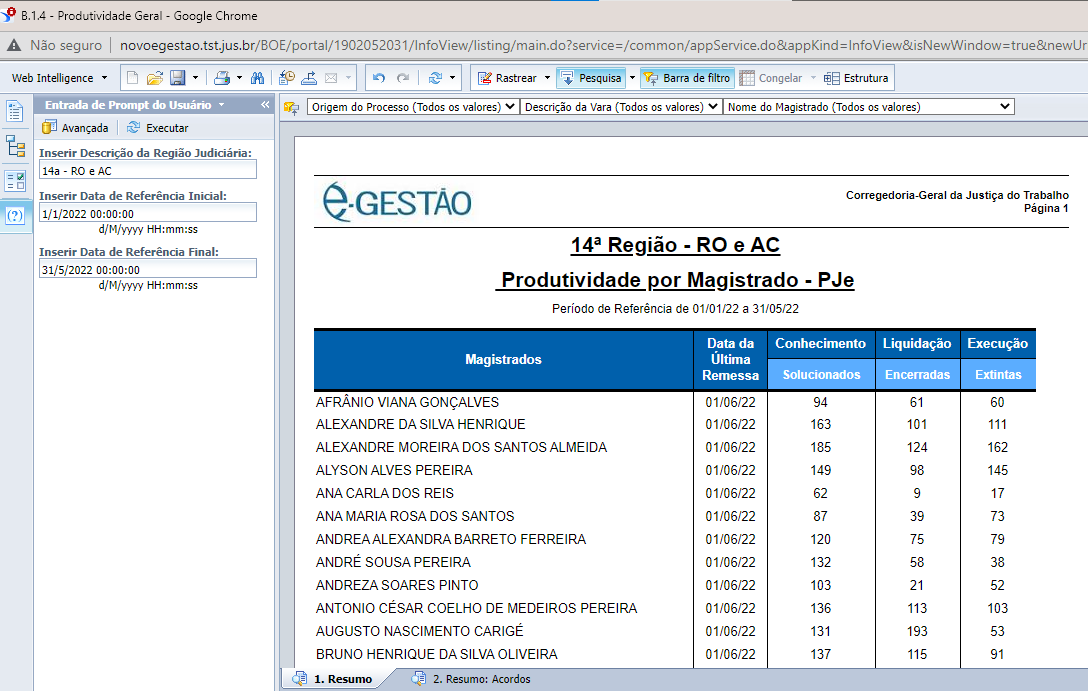 B.1.4 - Produtividade Geral - Google Chrome
Não seguro | novoegestao.tst.jus.br/BOE/portal/1902052031/InfoView/listing/main.do?service=/common/appService.do&appKind=InfoView&isNewWindow=true&newUr
Web Intelligence Rastrear Pesquisa Barra de filtro Congelar Estrutura
Entrada de Prompt do Usuário «
Avançada Executar
Inserir Descrição da Região Judiciária:
14a - RO e AC
Inserir Data de Referência Inicial:
1/1/2022 00:00:00
d/M/yyyy HH:mm:ss
Inserir Data de Referência Final:
31/5/2022 00:00:00
d/M/yyyy HH:mm:ss
Origem do Processo (Todos os valores) Descrição da Vara (Todos os valores) Nome do Magistrado (Todos os valores)
e-GESTÃO
Corregedoria-Geral da Justiça do Trabalho
Página 1
14ª Região - RO e AC
Produtividade por Magistrado - PJe
Período de Referência de 01/01/22 a 31/05/22
Magistrados Data da Última Remessa Conhecimento Liquidação Execução
Solucionados Encerradas Extintas
AFRÂNIO VIANA GONÇALVES 01/06/22 94 61 60
ALEXANDRE DA SILVA HENRIQUE 01/06/22 163 101 111
ALEXANDRE MOREIRA DOS SANTOS ALMEIDA 01/06/22 185 124 162
ALYSON ALVES PEREIRA 01/06/22 149 98 145
ANA CARLA DOS REIS 01/06/22 62 9 17
ANA MARIA ROSA DOS SANTOS 01/06/22 87 39 73
ANDREA ALEXANDRA BARRETO FERREIRA 01/06/22 120 75 79
ANDRÉ SOUSA PEREIRA 01/06/22 132 58 38
ANDREZA SOARES PINTO 01/06/22 103 21 52
ANTONIO CÉSAR COELHO DE MEDEIROS PEREIRA 01/06/22 136 113 103
AUGUSTO NASCIMENTO CARIGÉ 01/06/22 131 193 53
BRUNO HENRIQUE DA SILVA OLIVEIRA 01/06/22 137 115 91
1. Resumo 2. Resumo: Acordos